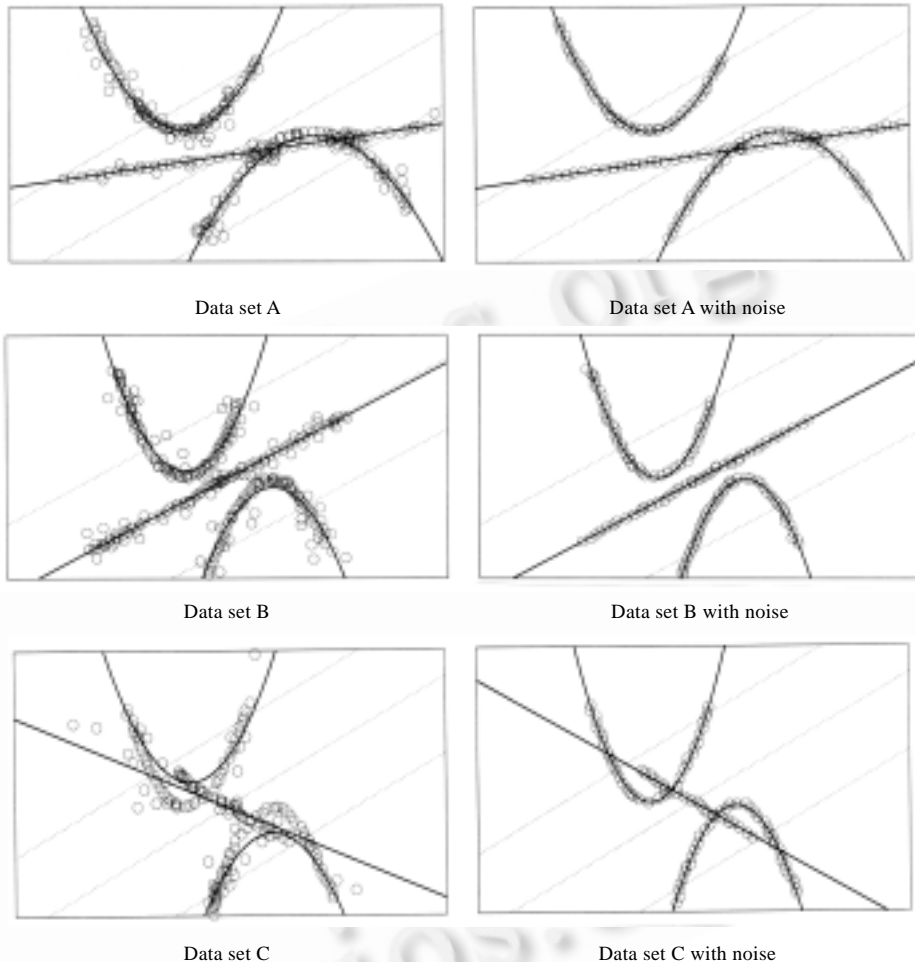 Data set A
Data set A with noise
Data set B
Data set B with noise
Data set C
Data set C with noise